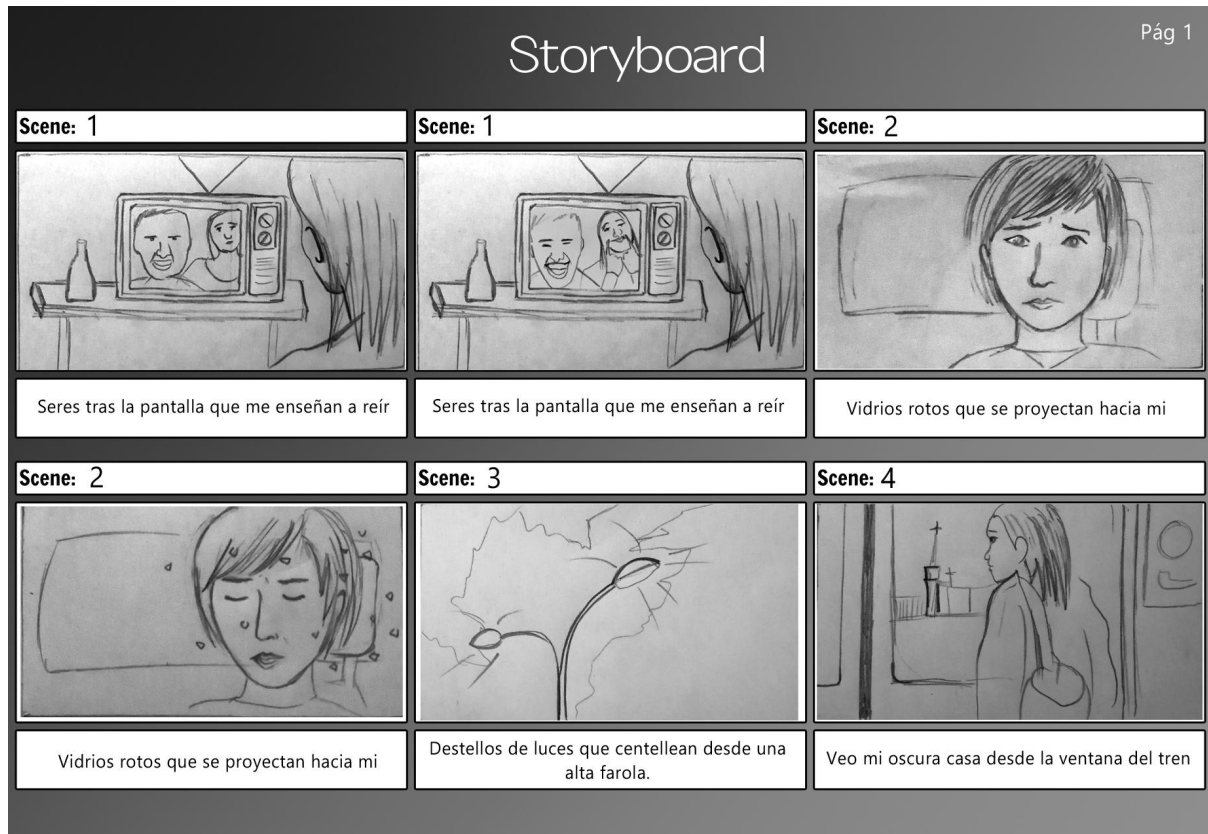 Pág 1
Storyboard
Scene: 1
Scene: 1
Scene: 2
Seres tras la pantalla que me enseñan a reír
Seres tras la pantalla que me enseñan a reír
Vidrios rotos que se proyectan hacia mi
Scene: 2
Scene: 3
Scene: 4
Vidrios rotos que se proyectan hacia mi
Destellos de luces que centellean desde una
alta farola.
Veo mi oscura casa desde la ventana del tren